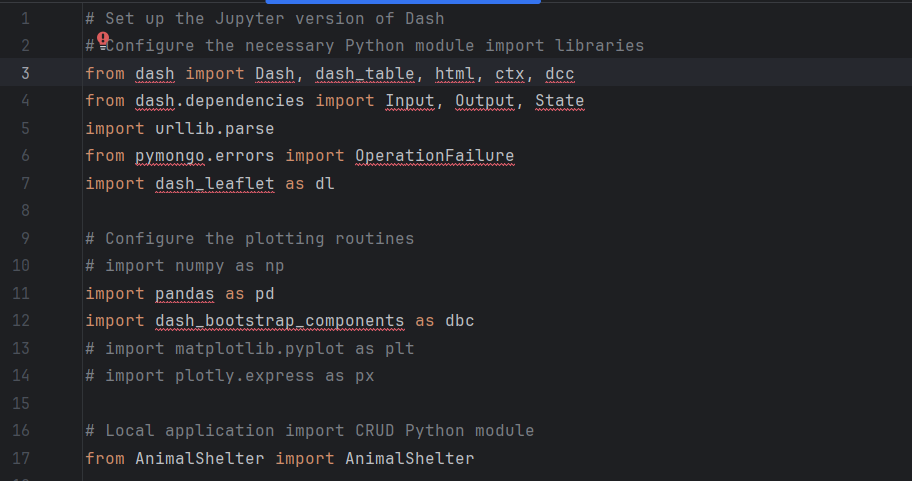 1 # Set up the Jupyter version of Dash
2 # Configure the necessary Python module import libraries
3 from dash import Dash, dash_table, html, ctx, dcc
4 from dash.dependencies import Input, Output, State
5 import urllib.parse
6 from pymongo.errors import OperationFailure
7 import dash_leaflet as dl
8
9 # Configure the plotting routines
10 # import numpy as np
11 import pandas as pd
12 import dash_bootstrap_components as dbc
13 # import matplotlib.pyplot as plt
14 # import plotly.express as px
15
16 # Local application import CRUD Python module
17 from AnimalShelter import AnimalShelter